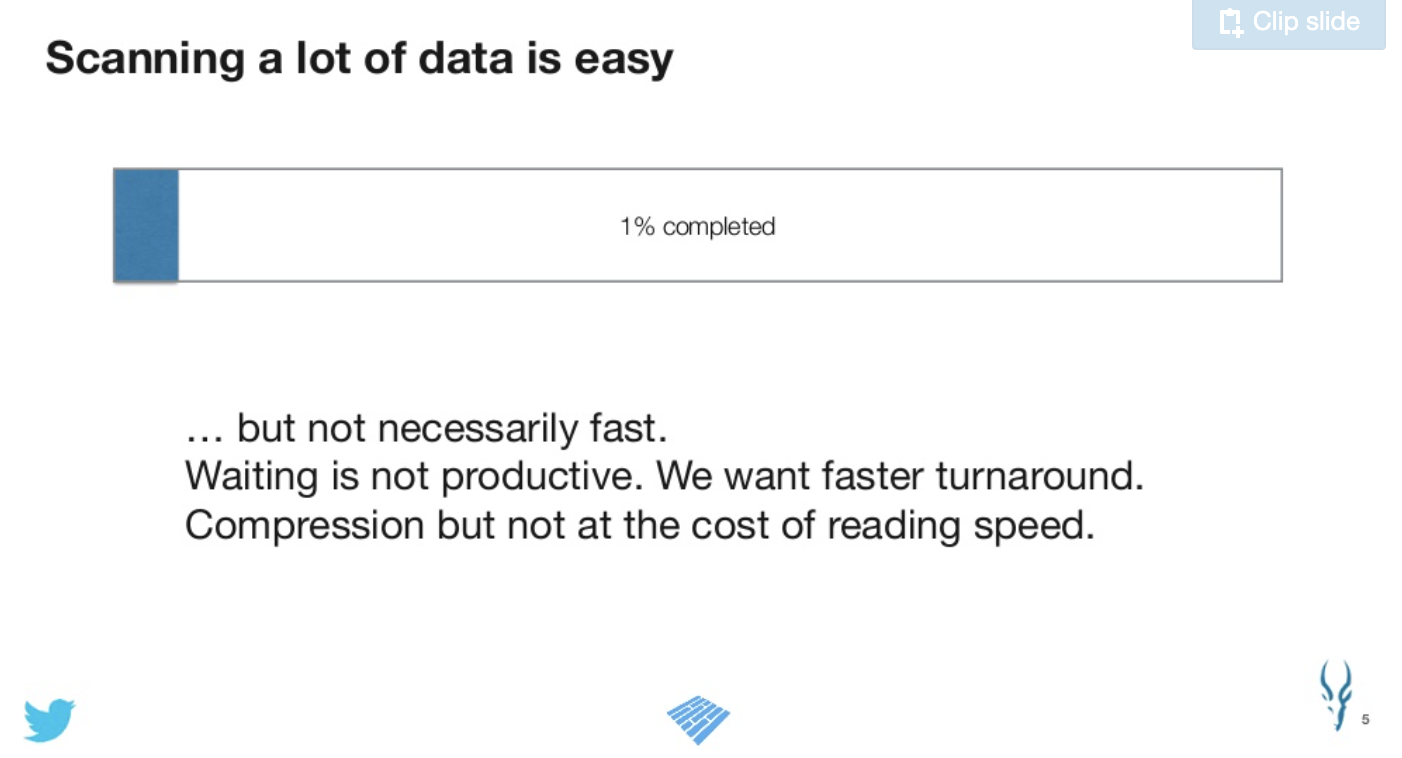 Clip slide
Scanning a lot of data is easy
1% completed
… but not necessarily fast.
Waiting is not productive. We want faster turnaround.
Compression but not at the cost of reading speed.
5